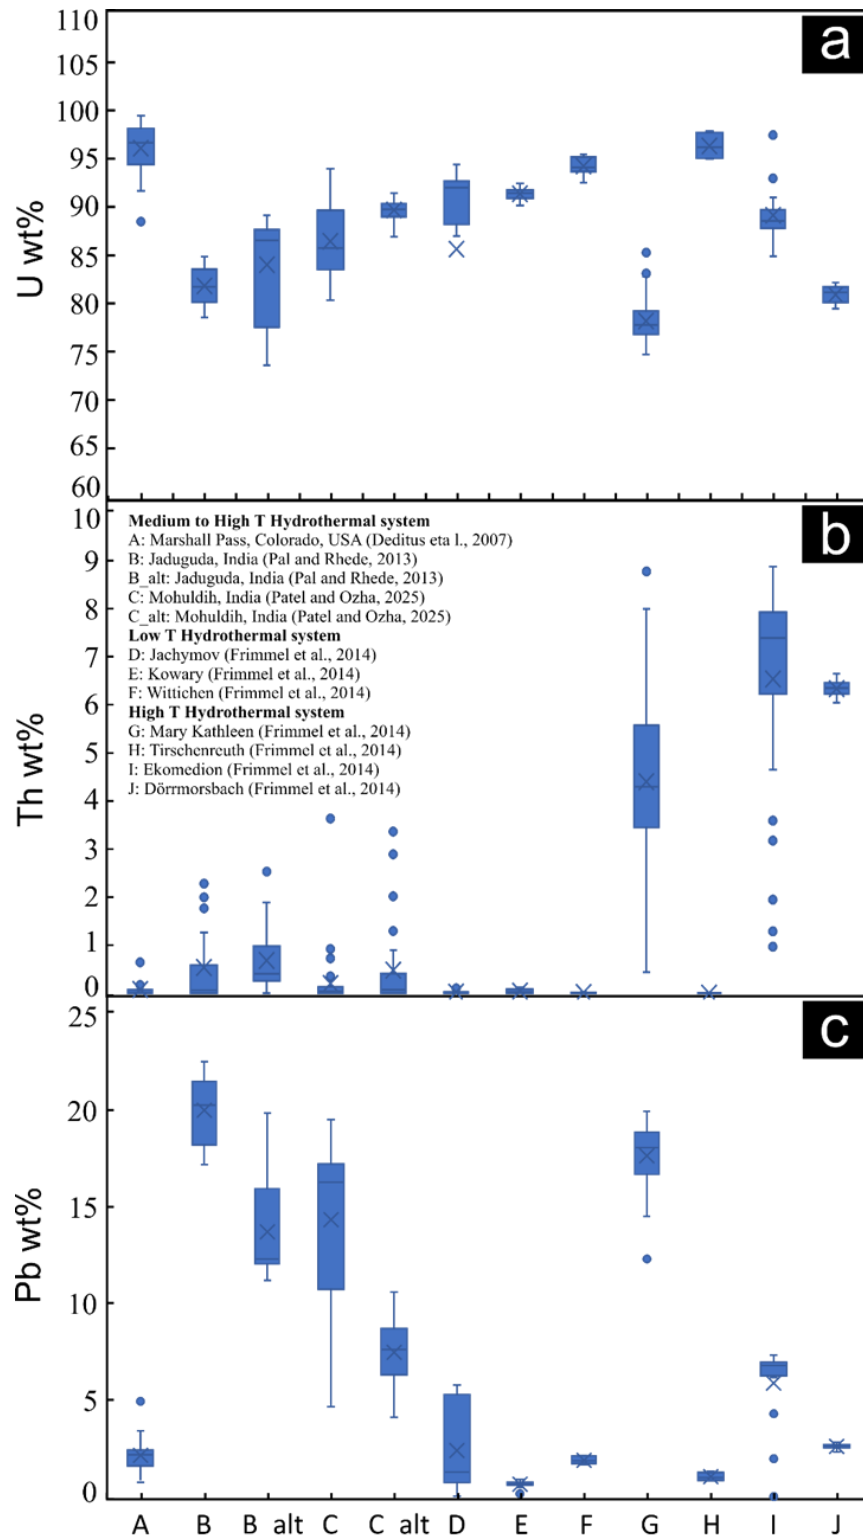 a
110
105
100
95
90
85
80
75
70
65
60
U wt%
b
10
9
8
7
6
5
4
3
2
1
0
Th wt%
Medium to High T Hydrothermal system
A: Marshall Pass, Colorado, USA (Deditus eta l., 2007)
B: Jaduguda, India (Pal and Rhede, 2013)
B_alt: Jaduguda, India (Pal and Rhede, 2013)
C: Mohuldih, India (Patel and Ozha, 2025)
C_alt: Mohuldih, India (Patel and Ozha, 2025)
Low T Hydrothermal system
D: Jachymov (Frimmel et al., 2014)
E: Kowary (Frimmel et al., 2014)
F: Wittichen (Frimmel et al., 2014)
High T Hydrothermal system
G: Mary Kathleen (Frimmel et al., 2014)
H: Tirschenreuth (Frimmel et al., 2014)
I: Ekomedion (Frimmel et al., 2014)
J: Dörrmorsbach (Frimmel et al., 2014)
c
25
20
15
10
5
0
Pb wt%
A B B alt C C alt D E F G H I J